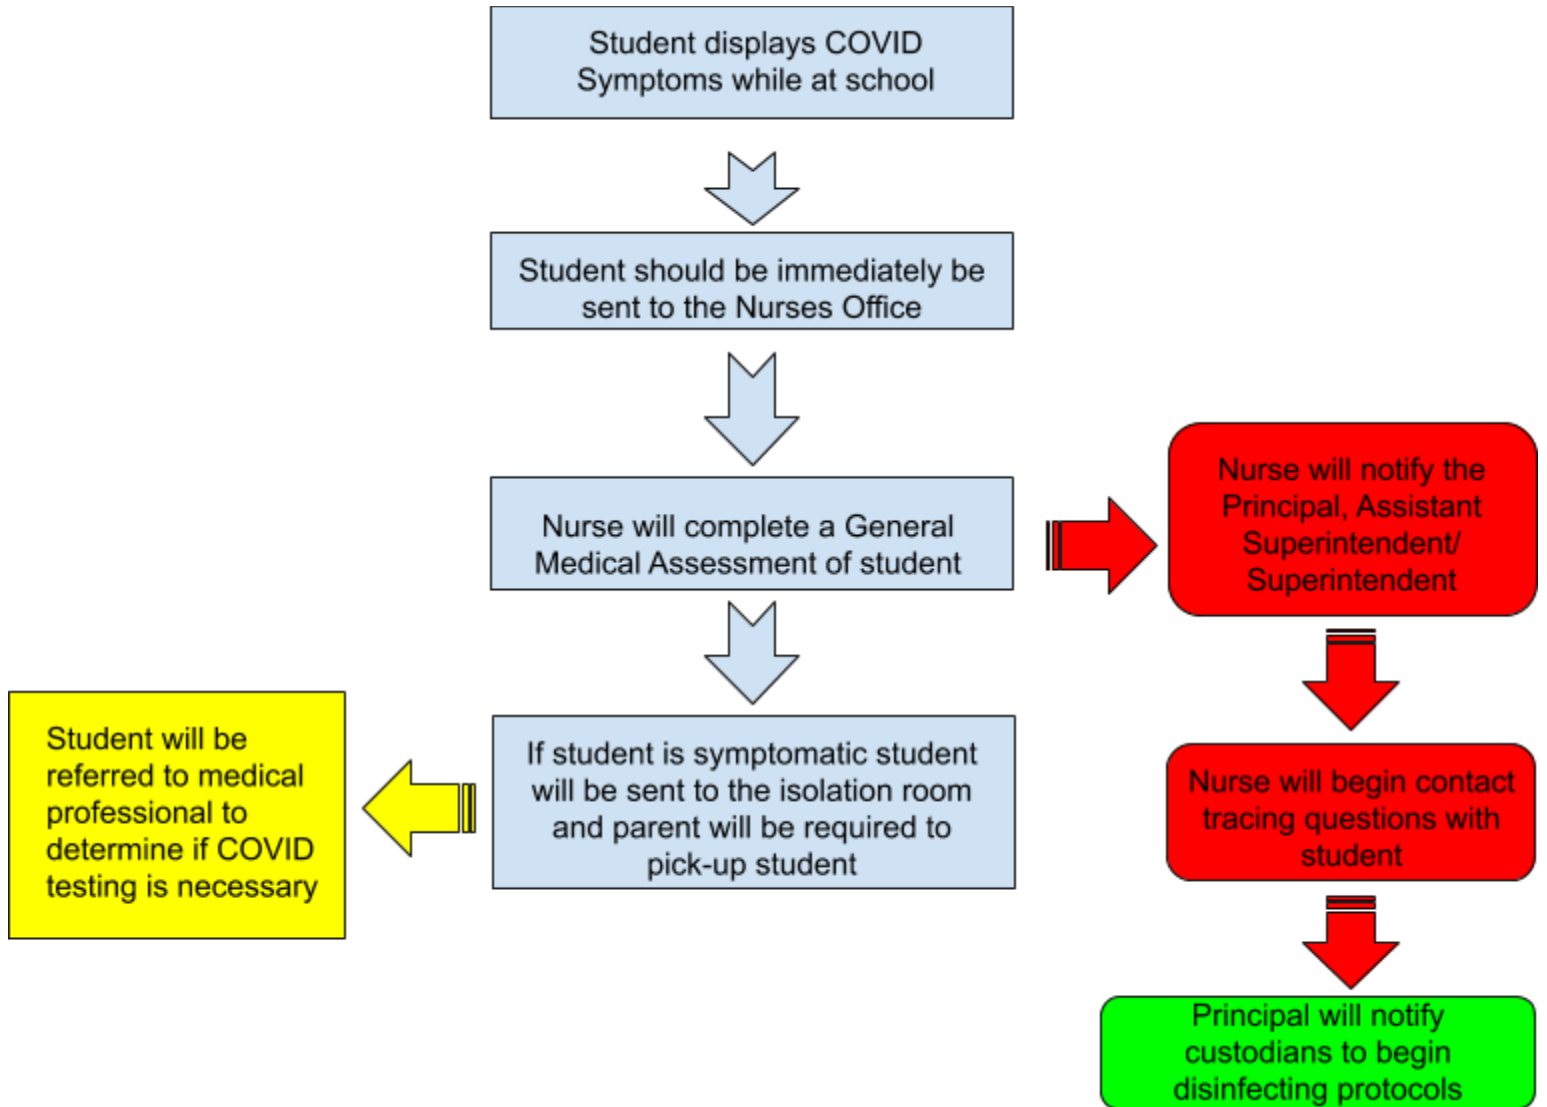 Student displays COVID
Symptoms while at school
Student should be immediately be
sent to the Nurses Office
Nurse will complete a General
Medical Assessment of student
Nurse will notify the
Principal, Assistant
Superintendent/
Superintendent
If student is symptomatic student
will be sent to the isolation room
and parent will be required to
pick-up student
Student will be
referred to medical
professional to
determine if COVID
testing is necessary
Nurse will begin contact
tracing questions with
student
Principal will notify
custodians to begin
disinfecting protocols